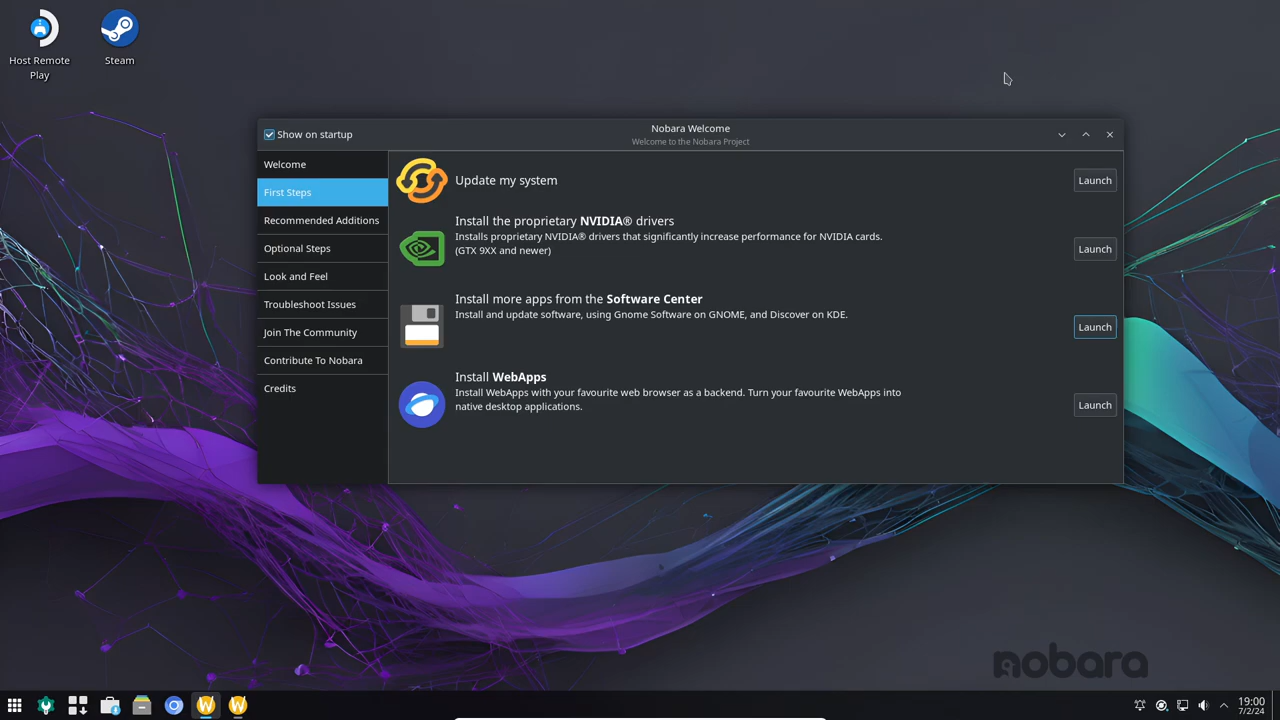 Host Remote
Play
Steam
Show on startup
Nobara Welcome
Welcome to the Nobara Project
Welcome
First Steps
Recommended Additions
Optional Steps
Look and Feel
Troubleshoot Issues
Join The Community
Contribute To Nobara
Credits
Update my system
Launch
Install the proprietary NVIDIA® drivers
Installs proprietary NVIDIA® drivers that significantly increase performance for NVIDIA cards.
(GTX 9XX and newer)
Launch
Install more apps from the Software Center
Install and update software, using Gnome Software on GNOME, and Discover on KDE.
Launch
Install WebApps
Install WebApps with your favourite web browser as a backend. Turn your favourite WebApps into
native desktop applications.
Launch
nobara
W
W
19:00
7/2/24